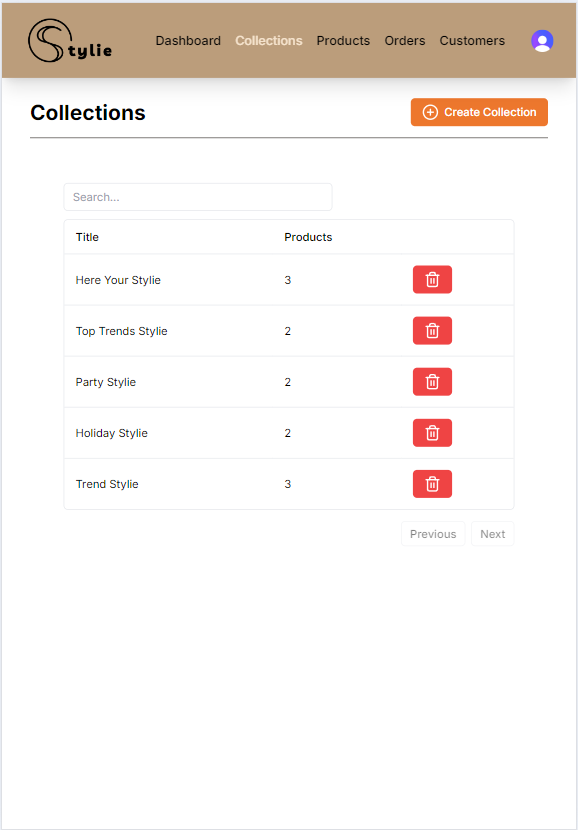 Stylie Dashboard Collections Products Orders Customers
Collections Create Collection
Search...
Title Products
Here Your Stylie 3
Top Trends Stylie 2
Party Stylie 2
Holiday Stylie 2
Trend Stylie 3
Previous Next